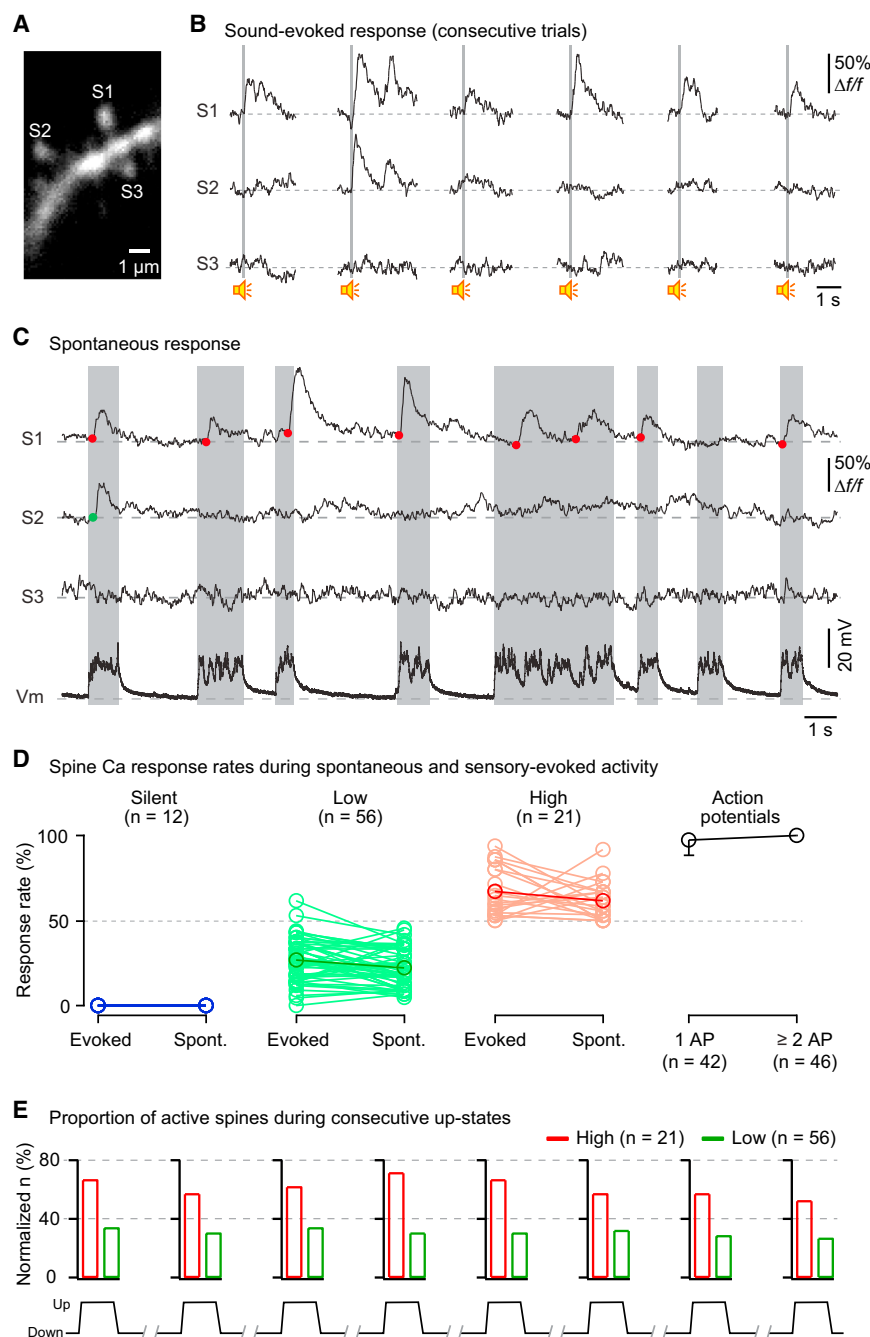 A
S1
S2
S3
1 µm
B
Sound-evoked response (consecutive trials)
50%
Δf/f
S1
S2
S3
1 s
C
Spontaneous response
S1
50%
Δf/f
S2
S3
20 mV
Vm
1 s
D
Spine Ca response rates during spontaneous and sensory-evoked activity
Silent
(n = 12)
Low
(n = 56)
High
(n = 21)
Action
potentials
Response rate (%)
100
50
0
Evoked
Spont.
Evoked
Spont.
Evoked
Spont.
1 AP
(n = 42)
≥ 2 AP
(n = 46)
E
Proportion of active spines during consecutive up-states
High (n = 21)
Low (n = 56)
Normalized n (%)
80
40
0
Up
Down